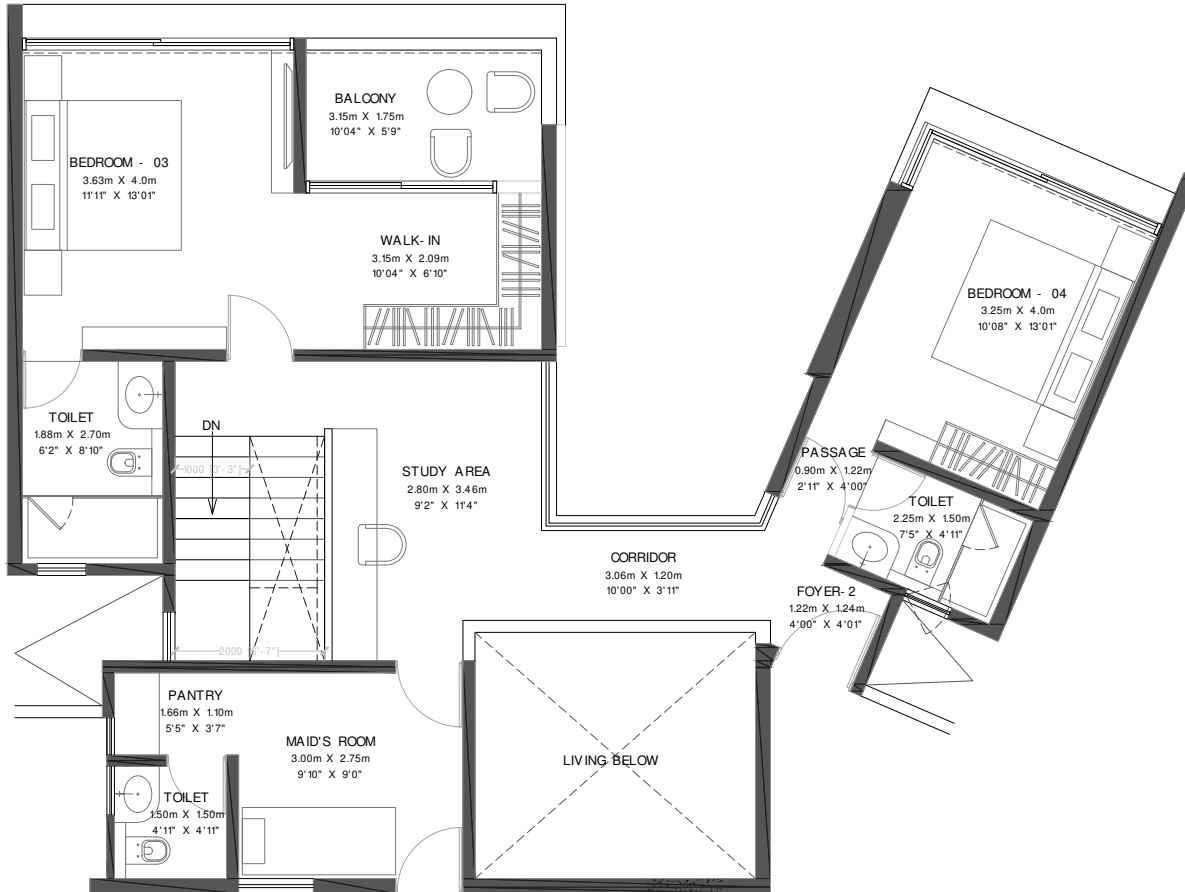 BALCONY
3.15m X 1.75m
10'04" X 5'9"
BEDROOM - 03
3.63m X 4.0m
11'11" X 13'01"
WALK-IN
3.15m X 2.09m
10'04" X 6'10"
BEDROOM - 04
3.25m X 4.0m
10'08" X 13'01"
TOILET
1.88m X 2.70m
6'2" X 8'10"
DN
1000 [3'-3"]
STUDY AREA
2.80m X 3.46m
9'2" X 11'4"
PASSAGE
0.90m X 1.22m
2'11" X 4'00"
TOILET
2.25m X 1.50m
7'5" X 4'11"
CORRIDOR
3.06m X 1.20m
10'00" X 3'11"
FOYER-2
1.22m X 1.24m
4'00" X 4'01"
2000 [6'-7"]
PANTRY
1.66m X 1.10m
5'5" X 3'7"
MAID'S ROOM
3.00m X 2.75m
9'10" X 9'0"
LIVING BELOW
TOILET
1.50m X 1.50m
4'11" X 4'11"